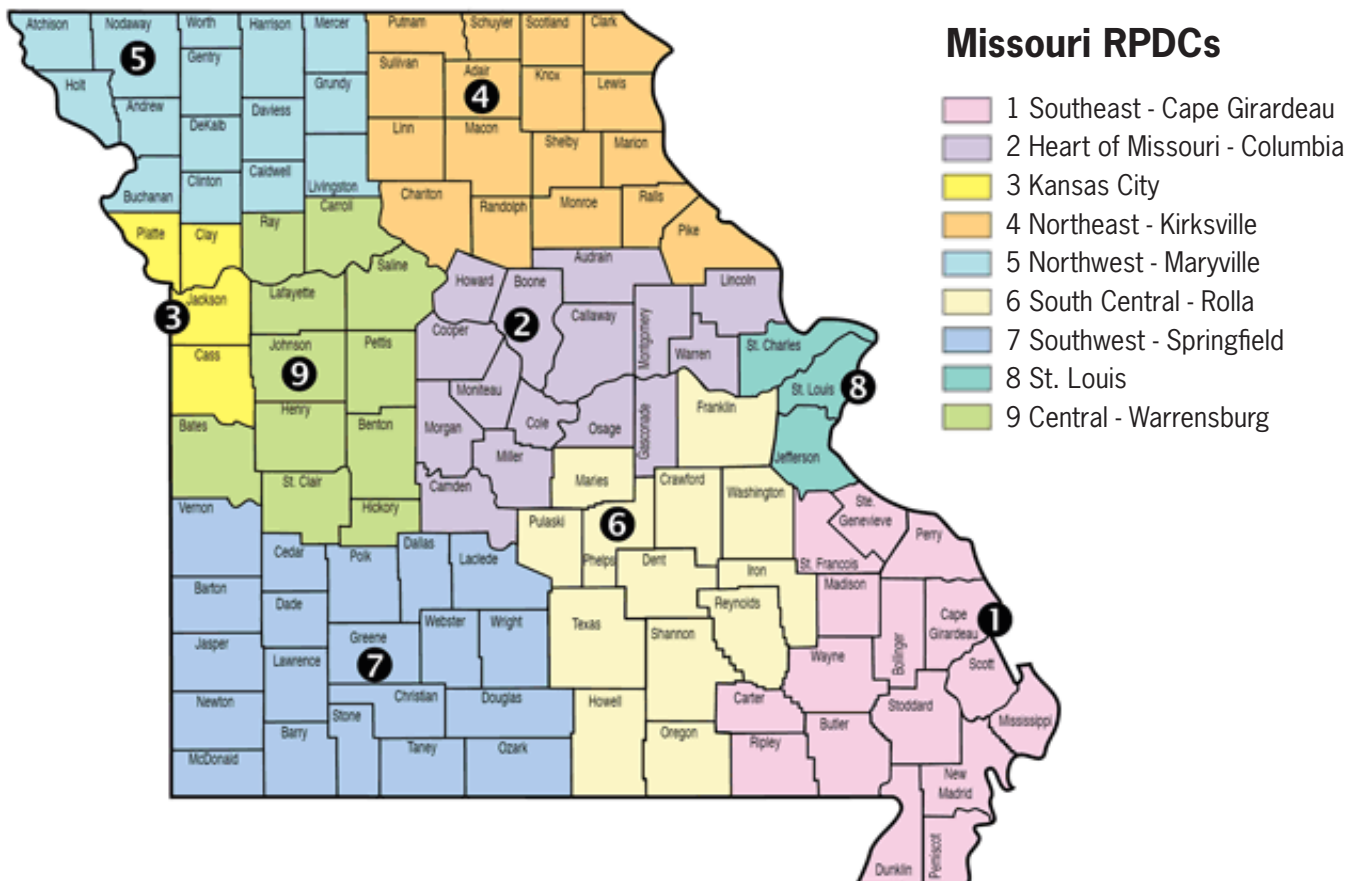 Missouri RPDCs
1 Southeast - Cape Girardeau
2 Heart of Missouri - Columbia
3 Kansas City
4 Northeast - Kirksville
5 Northwest - Maryville
6 South Central - Rolla
7 Southwest - Springfield
8 St. Louis
9 Central - Warrensburg
Atchison
Nodaway
Worth
Harrison
Mercer
Putnam
Schuyler
Scotland
Clark
5
Gentry
Sullivan
Adair
4
Knox
Lewis
Holt
Grundy
Andrew
DeKalb
Daviess
Linn
Macon
Shelby
Marion
Buchanan
Clinton
Caldwell
Livingston
Chariton
Randolph
Monroe
Ralls
Carroll
Platte
Clay
Ray
Pike
Audrain
Saline
Howard
Boone
Lincoln
Jackson
3
Lafayette
Cooper
2
Callaway
Montgomery
Warren
St. Charles
Cass
Johnson
9
Pettis
Moniteau
St. Louis
8
Henry
Benton
Morgan
Cole
Osage
Gasconade
Franklin
Bates
Miller
Jefferson
St. Clair
Camden
Maries
Crawford
Washington
Vernon
Hickory
Pulaski
6
Phelps
Ste.
Genevieve
Perry
Cedar
Polk
Dallas
Laclede
Dent
Iron
St. Francois
Madison
Barton
Dade
Greene
7
Webster
Wright
Texas
Shannon
Reynolds
Bollinger
Cape
Girardeau
1
Jasper
Lawrence
Wayne
Scott
Newton
Christian
Douglas
Howell
Carter
Stoddard
Stone
Mississippi
Barry
Taney
Ozark
Oregon
Ripley
Butler
McDonald
New
Madrid
Dunklin
Pemiscot